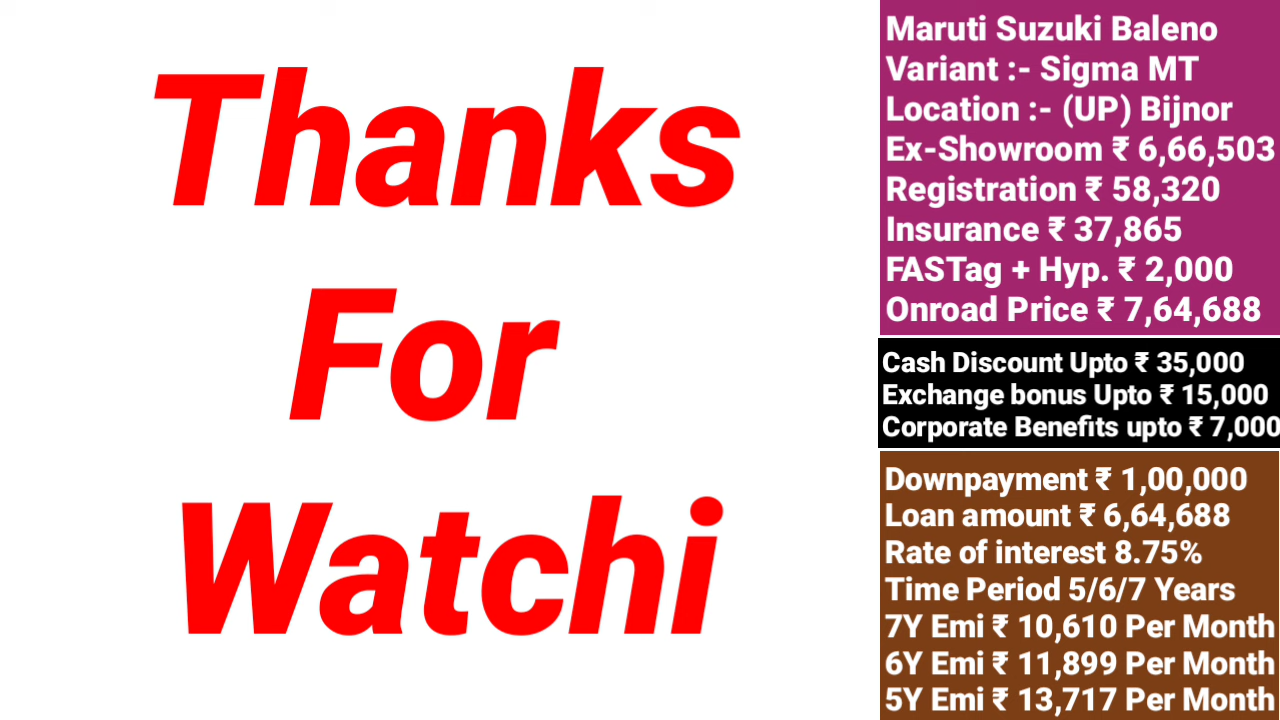 Thanks
For
Watchi
Maruti Suzuki Baleno
Variant :- Sigma MT
Location :- (UP) Bijnor
Ex-Showroom ₹ 6,66,503
Registration ₹ 58,320
Insurance ₹ 37,865
FASTag + Hyp. ₹ 2,000
Onroad Price ₹ 7,64,688
Cash Discount Upto ₹ 35,000
Exchange bonus Upto ₹ 15,000
Corporate Benefits upto ₹ 7,000
Downpayment ₹ 1,00,000
Loan amount ₹ 6,64,688
Rate of interest 8.75%
Time Period 5/6/7 Years
7Y Emi ₹ 10,610 Per Month
6Y Emi ₹ 11,899 Per Month
5Y Emi ₹ 13,717 Per Month